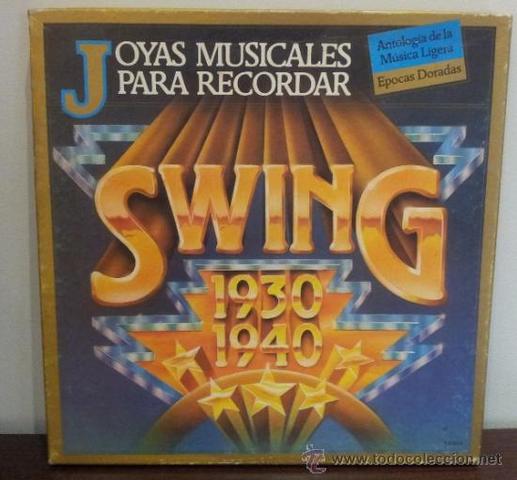 JOYAS MUSICALES
PARA RECORDAR
Antología de la
Música Ligera
Epocas Doradas
SWING
1930
1940
© www.todocoleccion.net